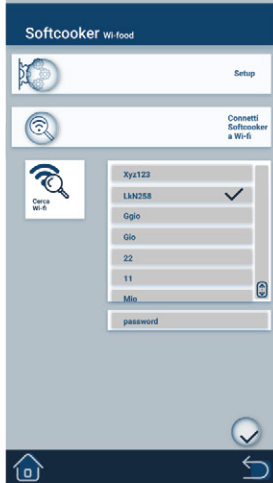 Softcooker Wi-food
Setup
Connetti
Softcooker
a Wi-fi
Cerca
Wi-fi
Xyz123
LkN258
Ggio
Gio
22
11
Mio
password